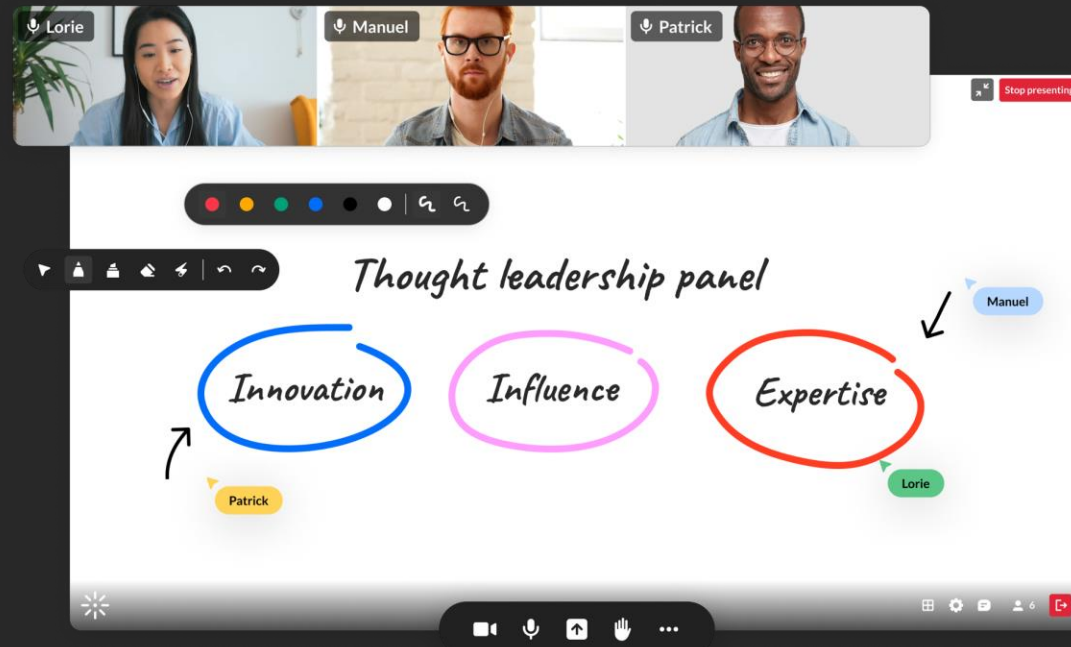 Lorie
Manuel
Patrick
Stop presenting
Thought leadership panel
Manuel
Innovation
Influence
Expertise
Lorie
Patrick
6